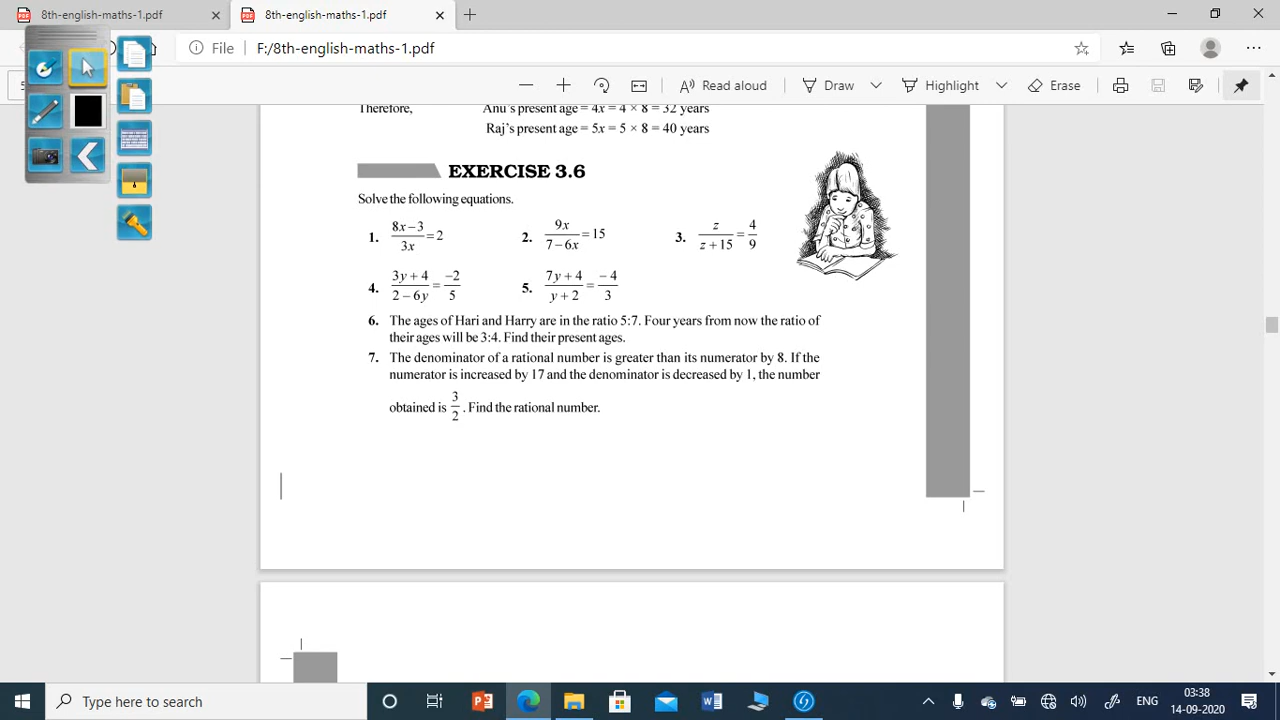 8th-english-maths-1.pdf
8th-english-maths-1.pdf
File F:/8th-english-maths-1.pdf
Read aloud Draw Highlight Erase
Therefore, Anu's present age = 4x = 4 × 8 = 32 years
Raj's present age = 5x = 5 × 8 = 40 years
EXERCISE 3.6
Solve the following equations.
1. (8x – 3)/(3x) = 2 2. (9x)/(7 – 6x) = 15 3. z/(z + 15) = 4/9
4. (3y + 4)/(2 – 6y) = –2/5 5. (7y + 4)/(y + 2) = –4/3
6. The ages of Hari and Harry are in the ratio 5:7. Four years from now the ratio of
their ages will be 3:4. Find their present ages.
7. The denominator of a rational number is greater than its numerator by 8. If the
numerator is increased by 17 and the denominator is decreased by 1, the number
obtained is 3/2. Find the rational number.
Type here to search
ENG
03:38
14-09-2020